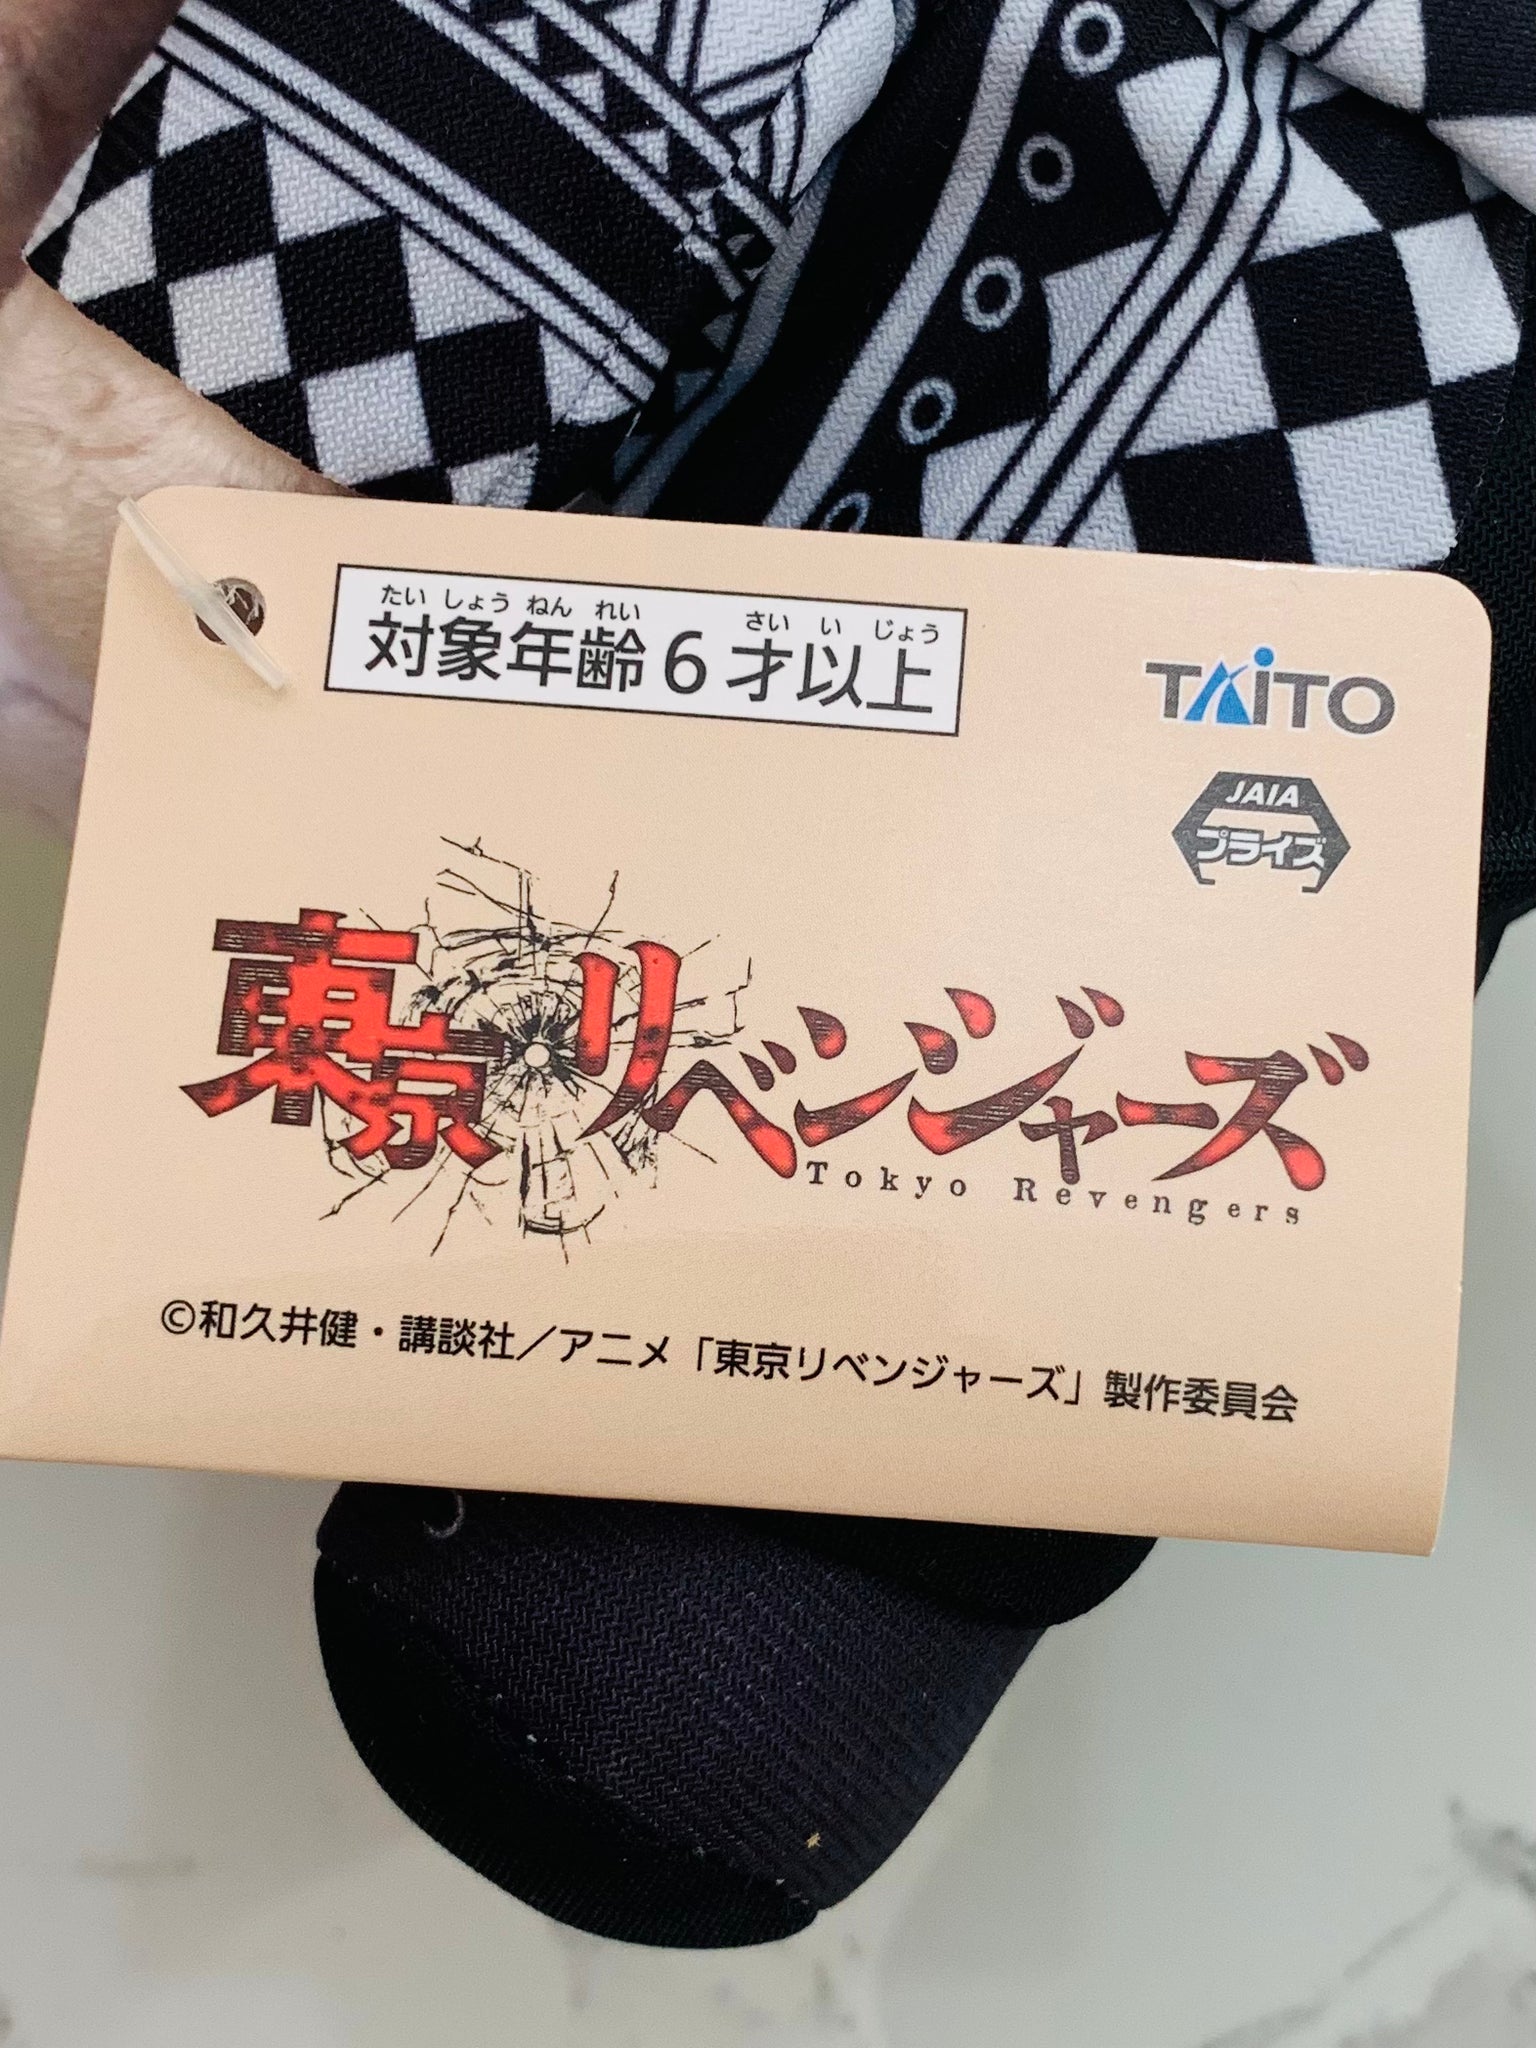 たいしょうねんれい さいいじょう
対象年齢6才以上
TAITO
JAIA
プライズ
東京リベンジャーズ
Tokyo Revengers
©和久井健・講談社／アニメ「東京リベンジャーズ」製作委員会